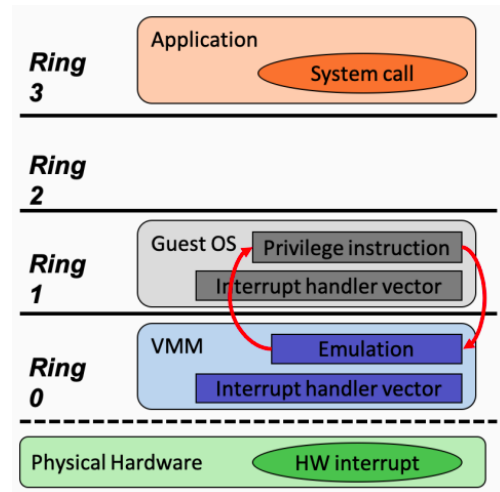 Application
Ring
3
System call
Ring
2
Guest OS
Privilege instruction
Ring
1
Interrupt handler vector
VMM
Emulation
Ring
0
Interrupt handler vector
Physical Hardware
HW interrupt